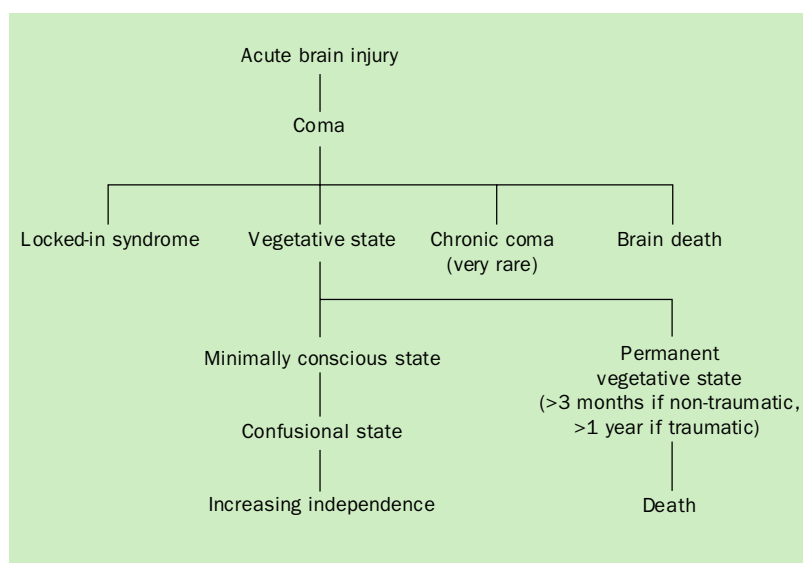 Acute brain injury
Coma
Locked-in syndrome
Vegetative state
Chronic coma
(very rare)
Brain death
Minimally conscious state
Permanent
vegetative state
(>3 months if non-traumatic,
>1 year if traumatic)
Confusional state
Increasing independence
Death